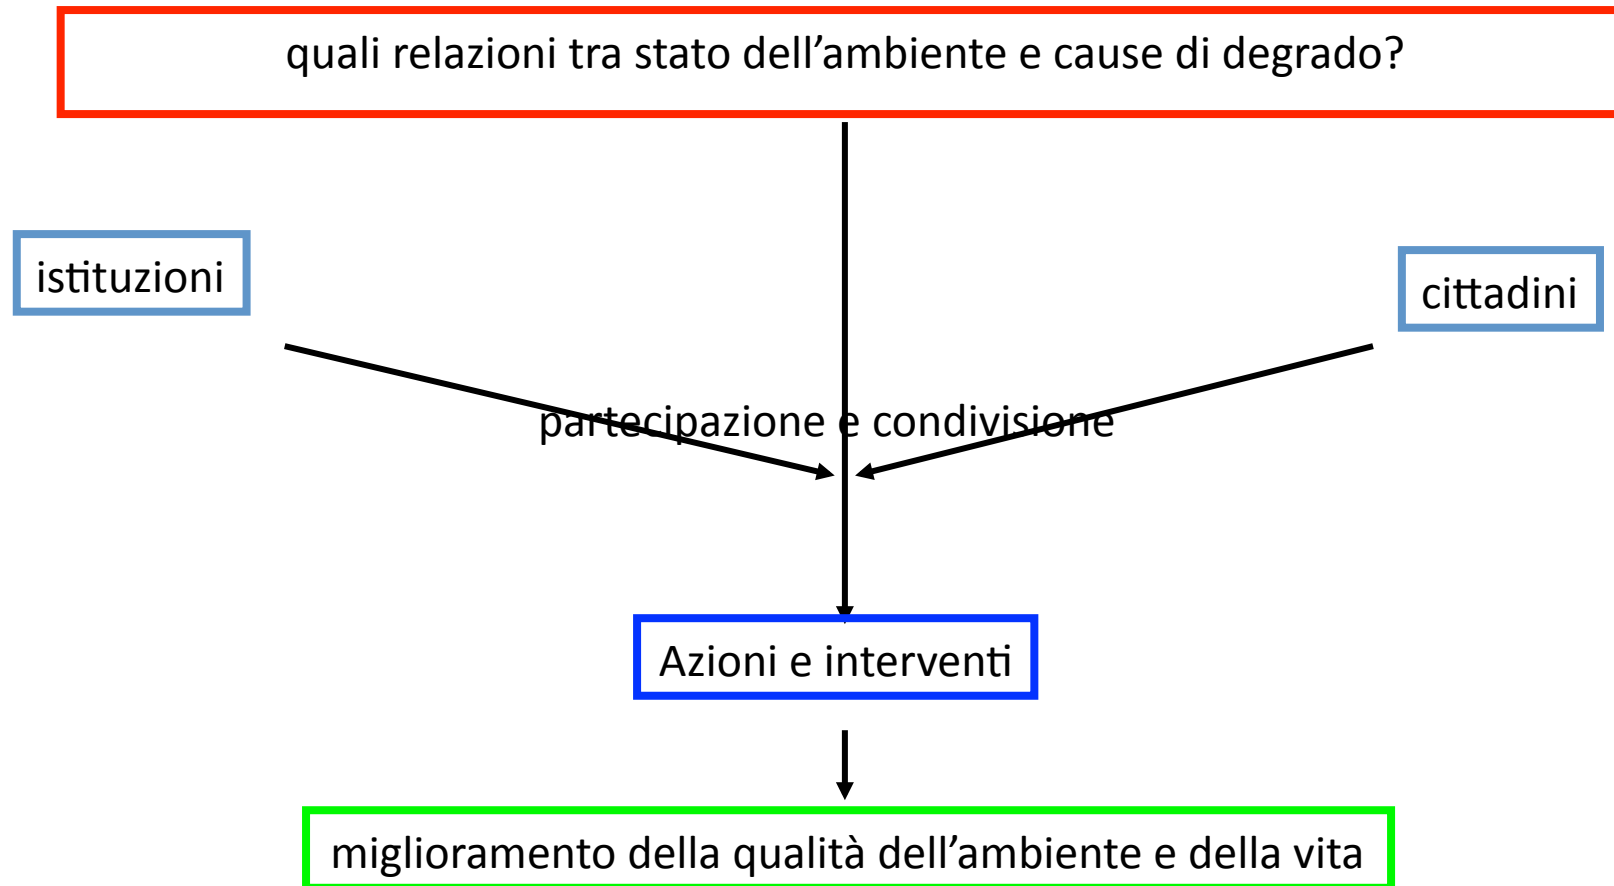 quali relazioni tra stato dell’ambiente e cause di degrado?
istituzioni
cittadini
partecipazione e condivisione
Azioni e interventi
miglioramento della qualità dell’ambiente e della vita